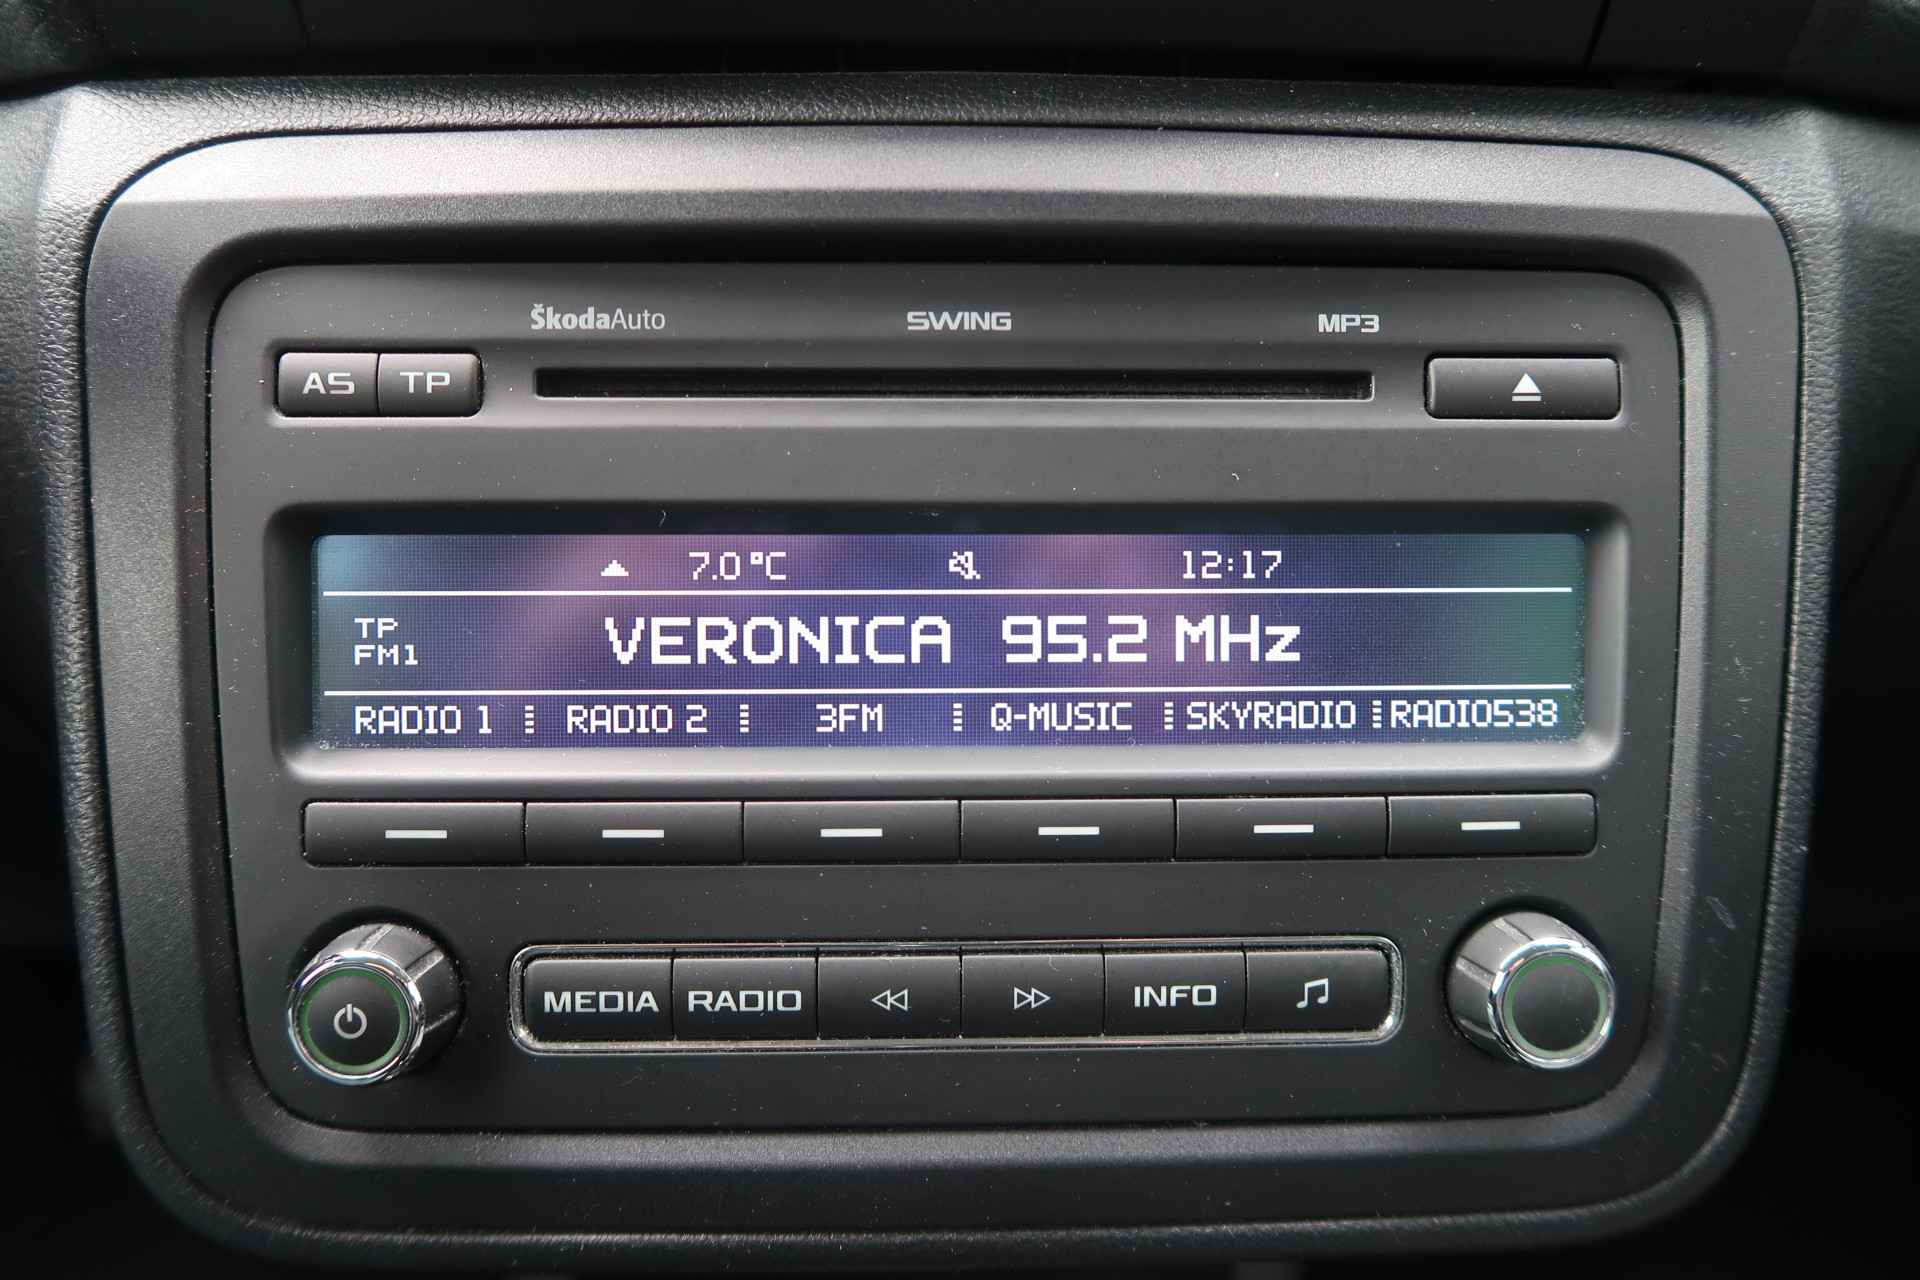 ŠkodaAuto SWING MP3
AS TP
7.0 °C 12:17
TP
FM1
VERONICA 95.2 MHz
RADIO 1 RADIO 2 3FM Q-MUSIC SKYRADIO RADIO538
MEDIA RADIO INFO